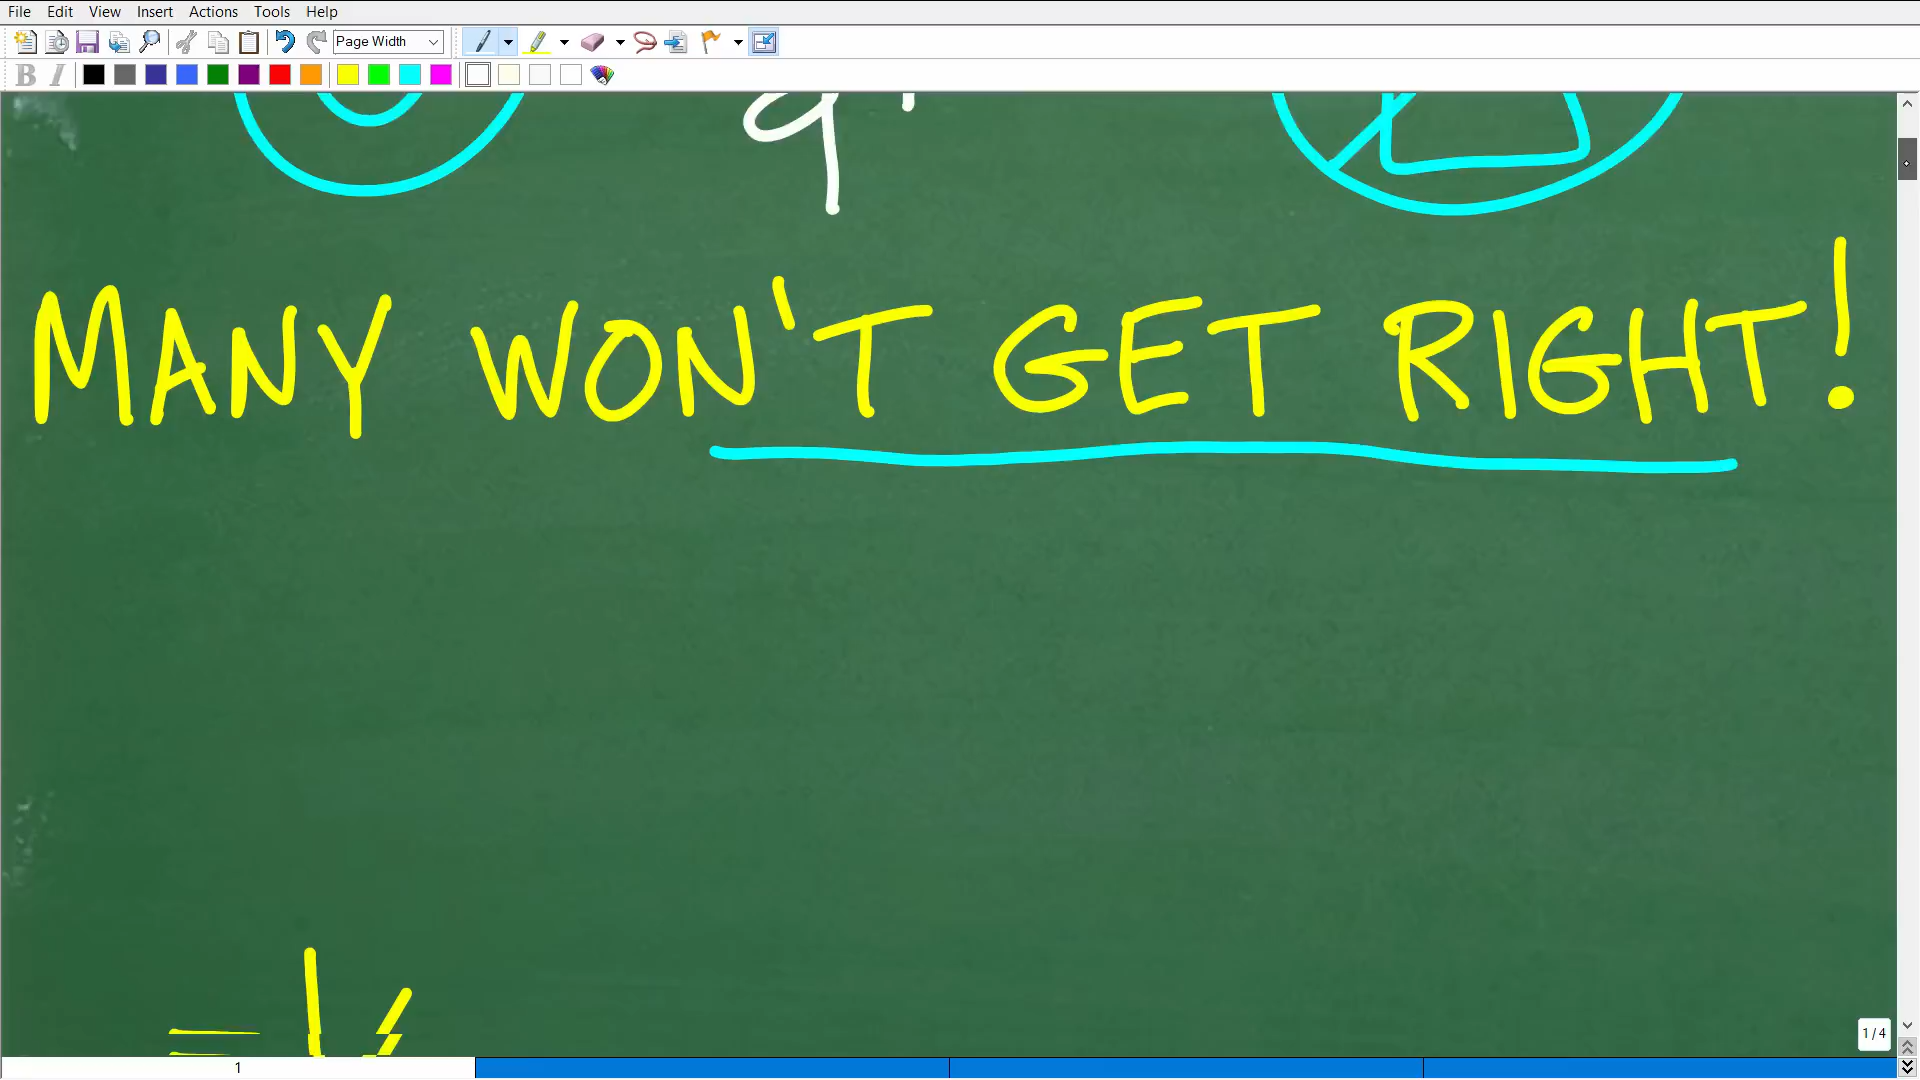 File Edit View Insert Actions Tools Help
Page Width
B I
MANY WON'T GET RIGHT!
1 / 4
1